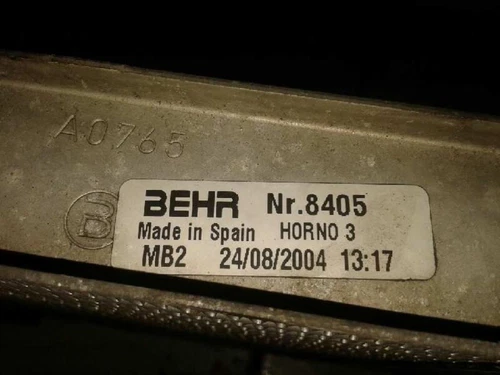 A0765
BEHR Nr.8405
Made in Spain HORNO 3
MB2 24/08/2004 13:17